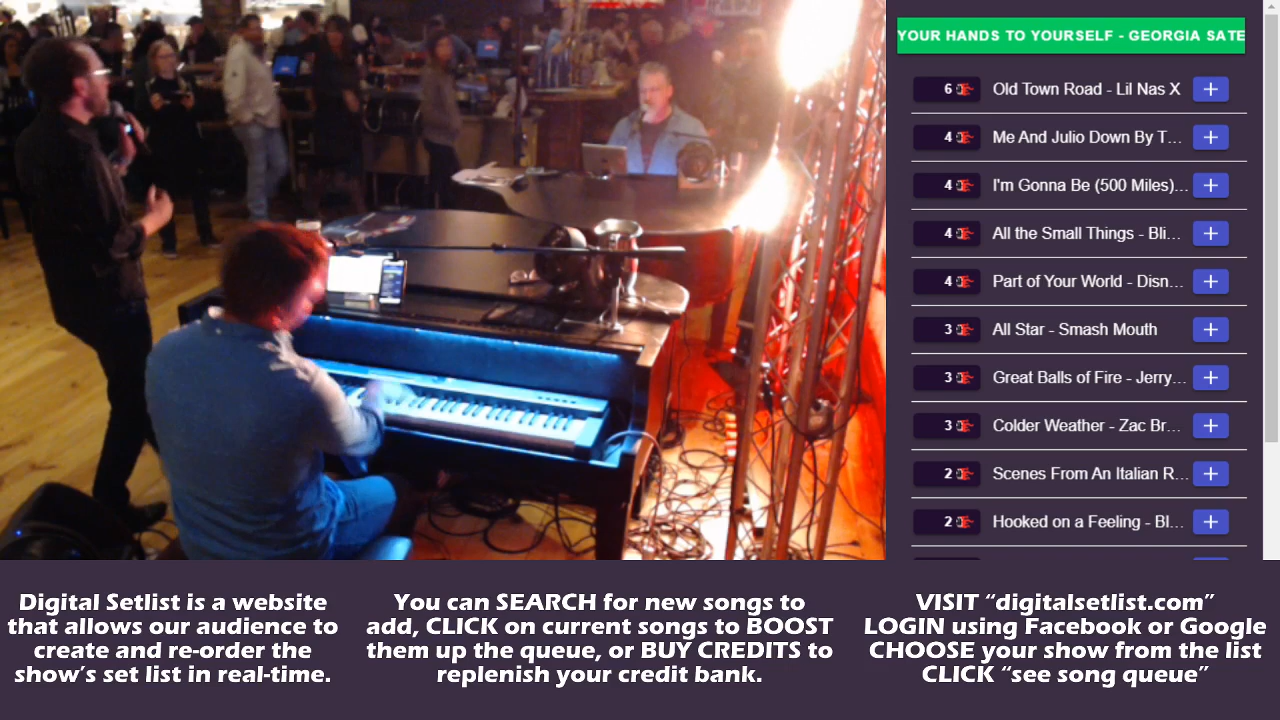 YOUR HANDS TO YOURSELF - GEORGIA SATE
6 Old Town Road - Lil Nas X +
4 Me And Julio Down By T... +
4 I'm Gonna Be (500 Miles)... +
4 All the Small Things - Bli... +
4 Part of Your World - Disn... +
3 All Star - Smash Mouth +
3 Great Balls of Fire - Jerry... +
3 Colder Weather - Zac Br... +
2 Scenes From An Italian R... +
2 Hooked on a Feeling - Bl... +
Digital Setlist is a website
that allows our audience to
create and re-order the
show's set list in real-time.
You can SEARCH for new songs to
add, CLICK on current songs to BOOST
them up the queue, or BUY CREDITS to
replenish your credit bank.
VISIT “digitalsetlist.com”
LOGIN using Facebook or Google
CHOOSE your show from the list
CLICK “see song queue”